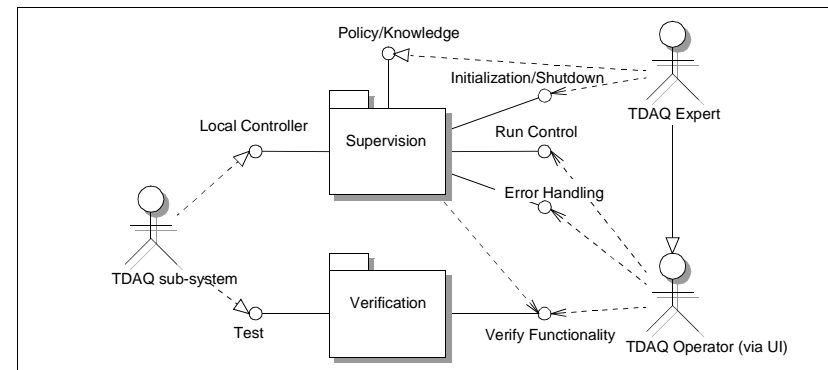 Policy/Knowledge
Initialization/Shutdown
TDAQ Expert
Local Controller
Supervision
Run Control
Error Handling
TDAQ sub-system
Verification
Test
Verify Functionality
TDAQ Operator (via UI)